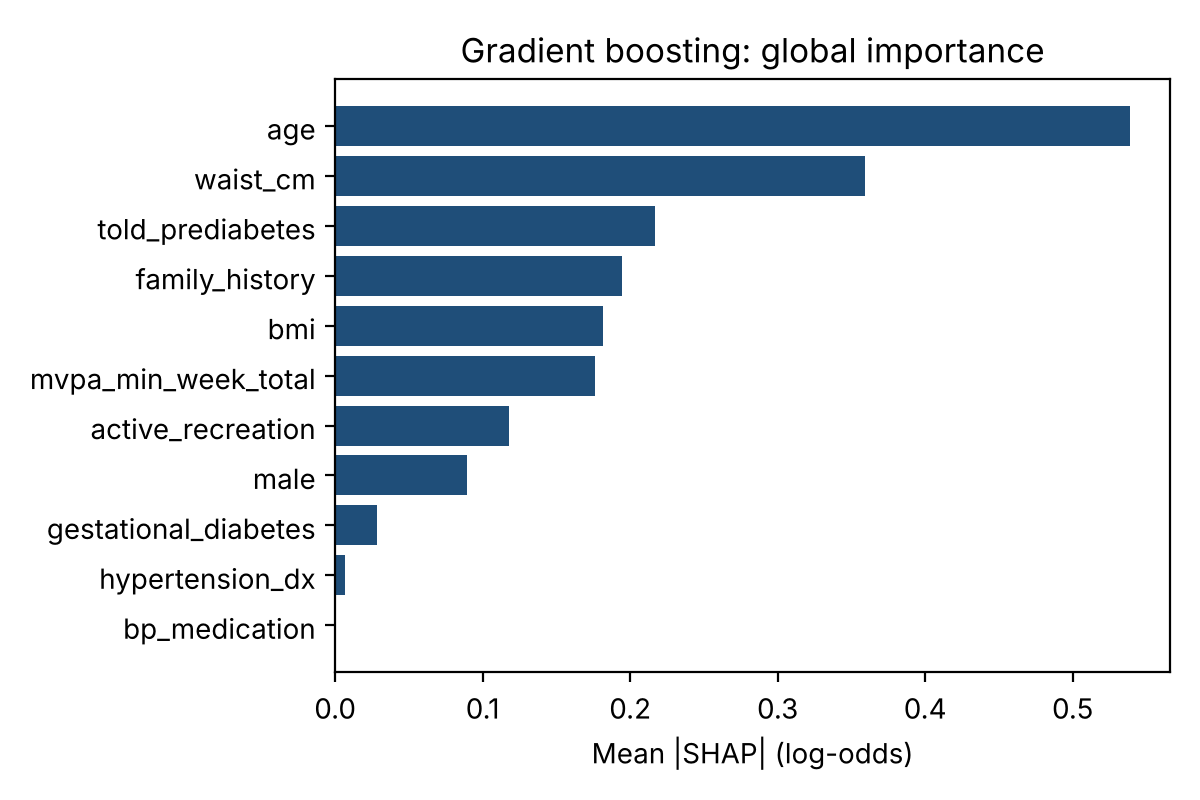 Gradient boosting: global importance
age
waist_cm
told_prediabetes
family_history
bmi
mvpa_min_week_total
active_recreation
male
gestational_diabetes
hypertension_dx
bp_medication
0.0 0.1 0.2 0.3 0.4 0.5
Mean |SHAP| (log-odds)